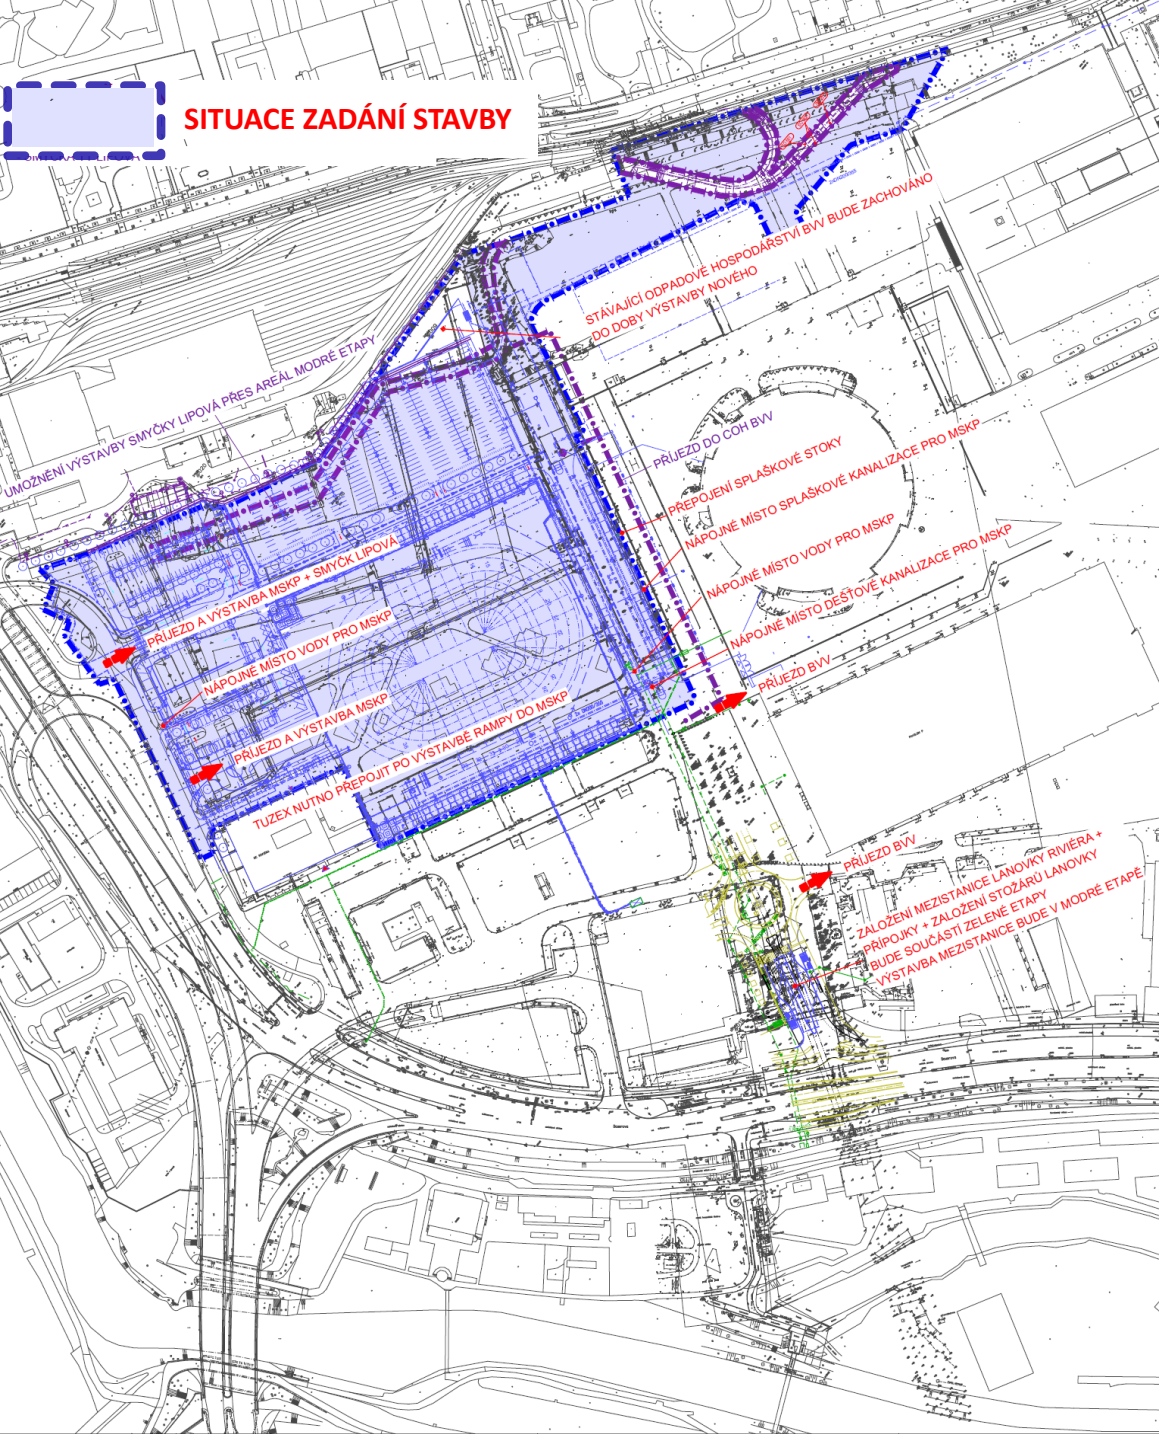 SITUACE ZADÁNÍ STAVBY
STÁVAJÍCÍ ODPADOVÉ HOSPODÁŘSTVÍ BVV BUDE ZACHOVÁNO
DO DOBY VÝSTAVBY NOVÉHO
UMOŽNĚNÍ VÝSTAVBY SMYČKY LIPOVÁ PŘES AREÁL MODRÉ ETAPY
PŘÍJEZD DO COH BVV
PŘEPOJENÍ SPLAŠKOVÉ STOKY
NÁPOJNÉ MÍSTO SPLAŠKOVÉ KANALIZACE PRO MSKP
NÁPOJNÉ MÍSTO VODY PRO MSKP
NÁPOJNÉ MÍSTO DEŠŤOVÉ KANALIZACE PRO MSKP
PŘÍJEZD A VÝSTAVBA MSKP + SMYČK LIPOVÁ
NÁPOJNÉ MÍSTO VODY PRO MSKP
PŘÍJEZD BVV
PŘÍJEZD A VÝSTAVBA MSKP
TUZEX NUTNO PŘEPOJIT PO VÝSTAVBĚ RAMPY DO MSKP
PŘÍJEZD BVV
ZALOŽENÍ MEZISTANICE LANOVKY RIVIÉRA +
PŘÍPOJKY + ZALOŽENÍ STOŽÁRŮ LANOVKY
BUDE SOUČÁSTÍ ZELENÉ ETAPY
VÝSTAVBA MEZISTANICE BUDE V MODRÉ ETAPĚ